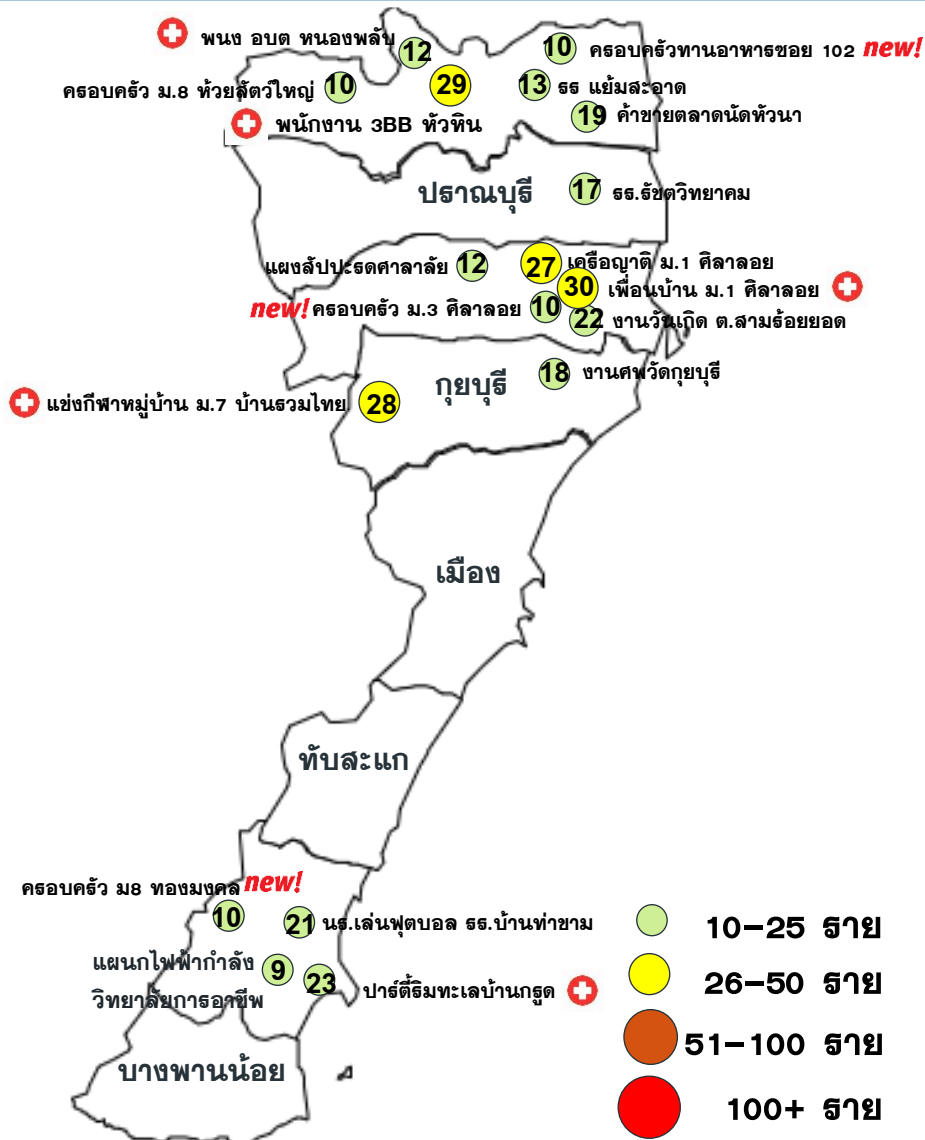 พนง อบต หนองพลับ
12
10
ครอบครัวทานอาหารซอย 102 new!
ครอบครัว ม.8 ห้วยสัตว์ใหญ่
10
29
13
รร แย้มสะอาด
19
ค้าขายตลาดนัดหัวนา
พนักงาน 3BB หัวหิน
ปราณบุรี
17
รร.รัชตวิทยาคม
แผงสัปปะรดศาลาลัย
12
27
เครือญาติ ม.1 ศิลาลอย
30
เพื่อนบ้าน ม.1 ศิลาลอย
new! ครอบครัว ม.3 ศิลาลอย
10
22
งานวันเกิด ต.สามร้อยยอด
กุยบุรี
18
งานศพวัดกุยบุรี
แข่งกีฬาหมู่บ้าน ม.7 บ้านรวมไทย
28
เมือง
ทับสะแก
ครอบครัว ม8 ทองมงคล new!
10
21
นร.เล่นฟุตบอล รร.บ้านท่าขาม
แผนกไฟฟ้ากำลัง
วิทยาลัยการอาชีพ
9
23
ปาร์ตี้ริมทะเลบ้านกรูด
บางพานน้อย
10-25 ราย
26-50 ราย
51-100 ราย
100+ ราย